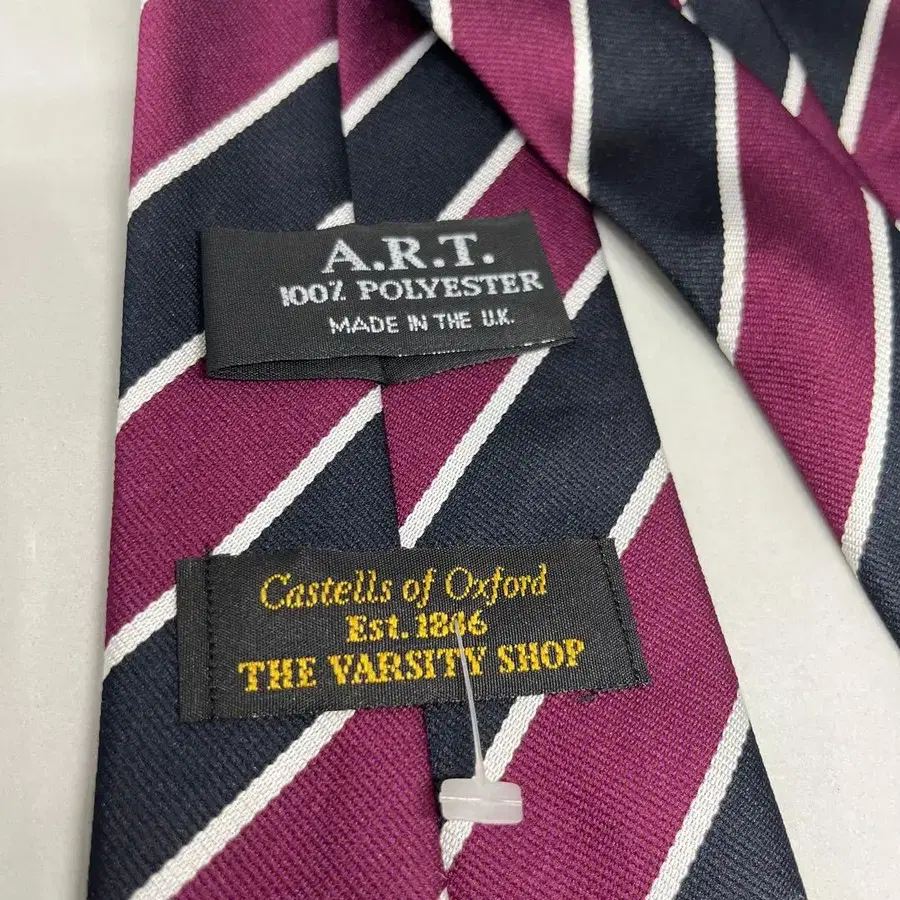 A.R.T.
100% POLYESTER
MADE IN THE U.K.
Castells of Oxford
Est. 1846
THE VARSITY SHOP